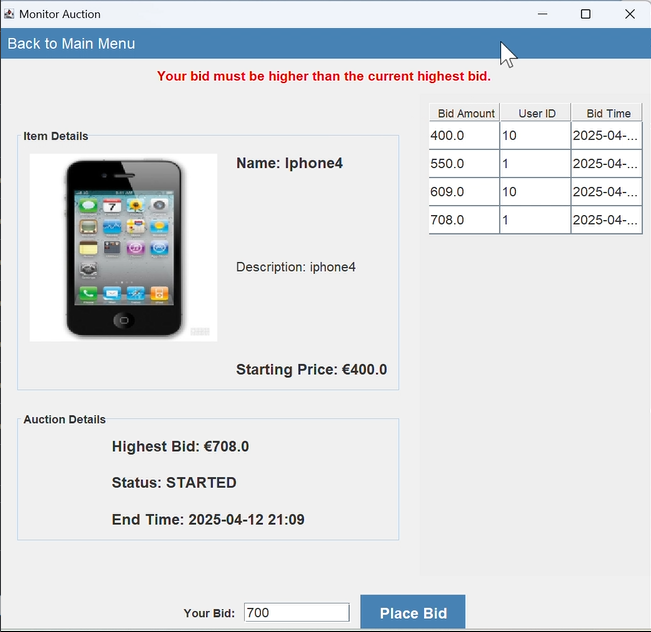 Monitor Auction
Back to Main Menu
Your bid must be higher than the current highest bid.
Item Details
Name: Iphone4
Description: iphone4
Starting Price: €400.0
Auction Details
Highest Bid: €708.0
Status: STARTED
End Time: 2025-04-12 21:09
Bid Amount User ID Bid Time
400.0 10 2025-04-...
550.0 1 2025-04-...
609.0 10 2025-04-...
708.0 1 2025-04-...
Your Bid: 700 Place Bid